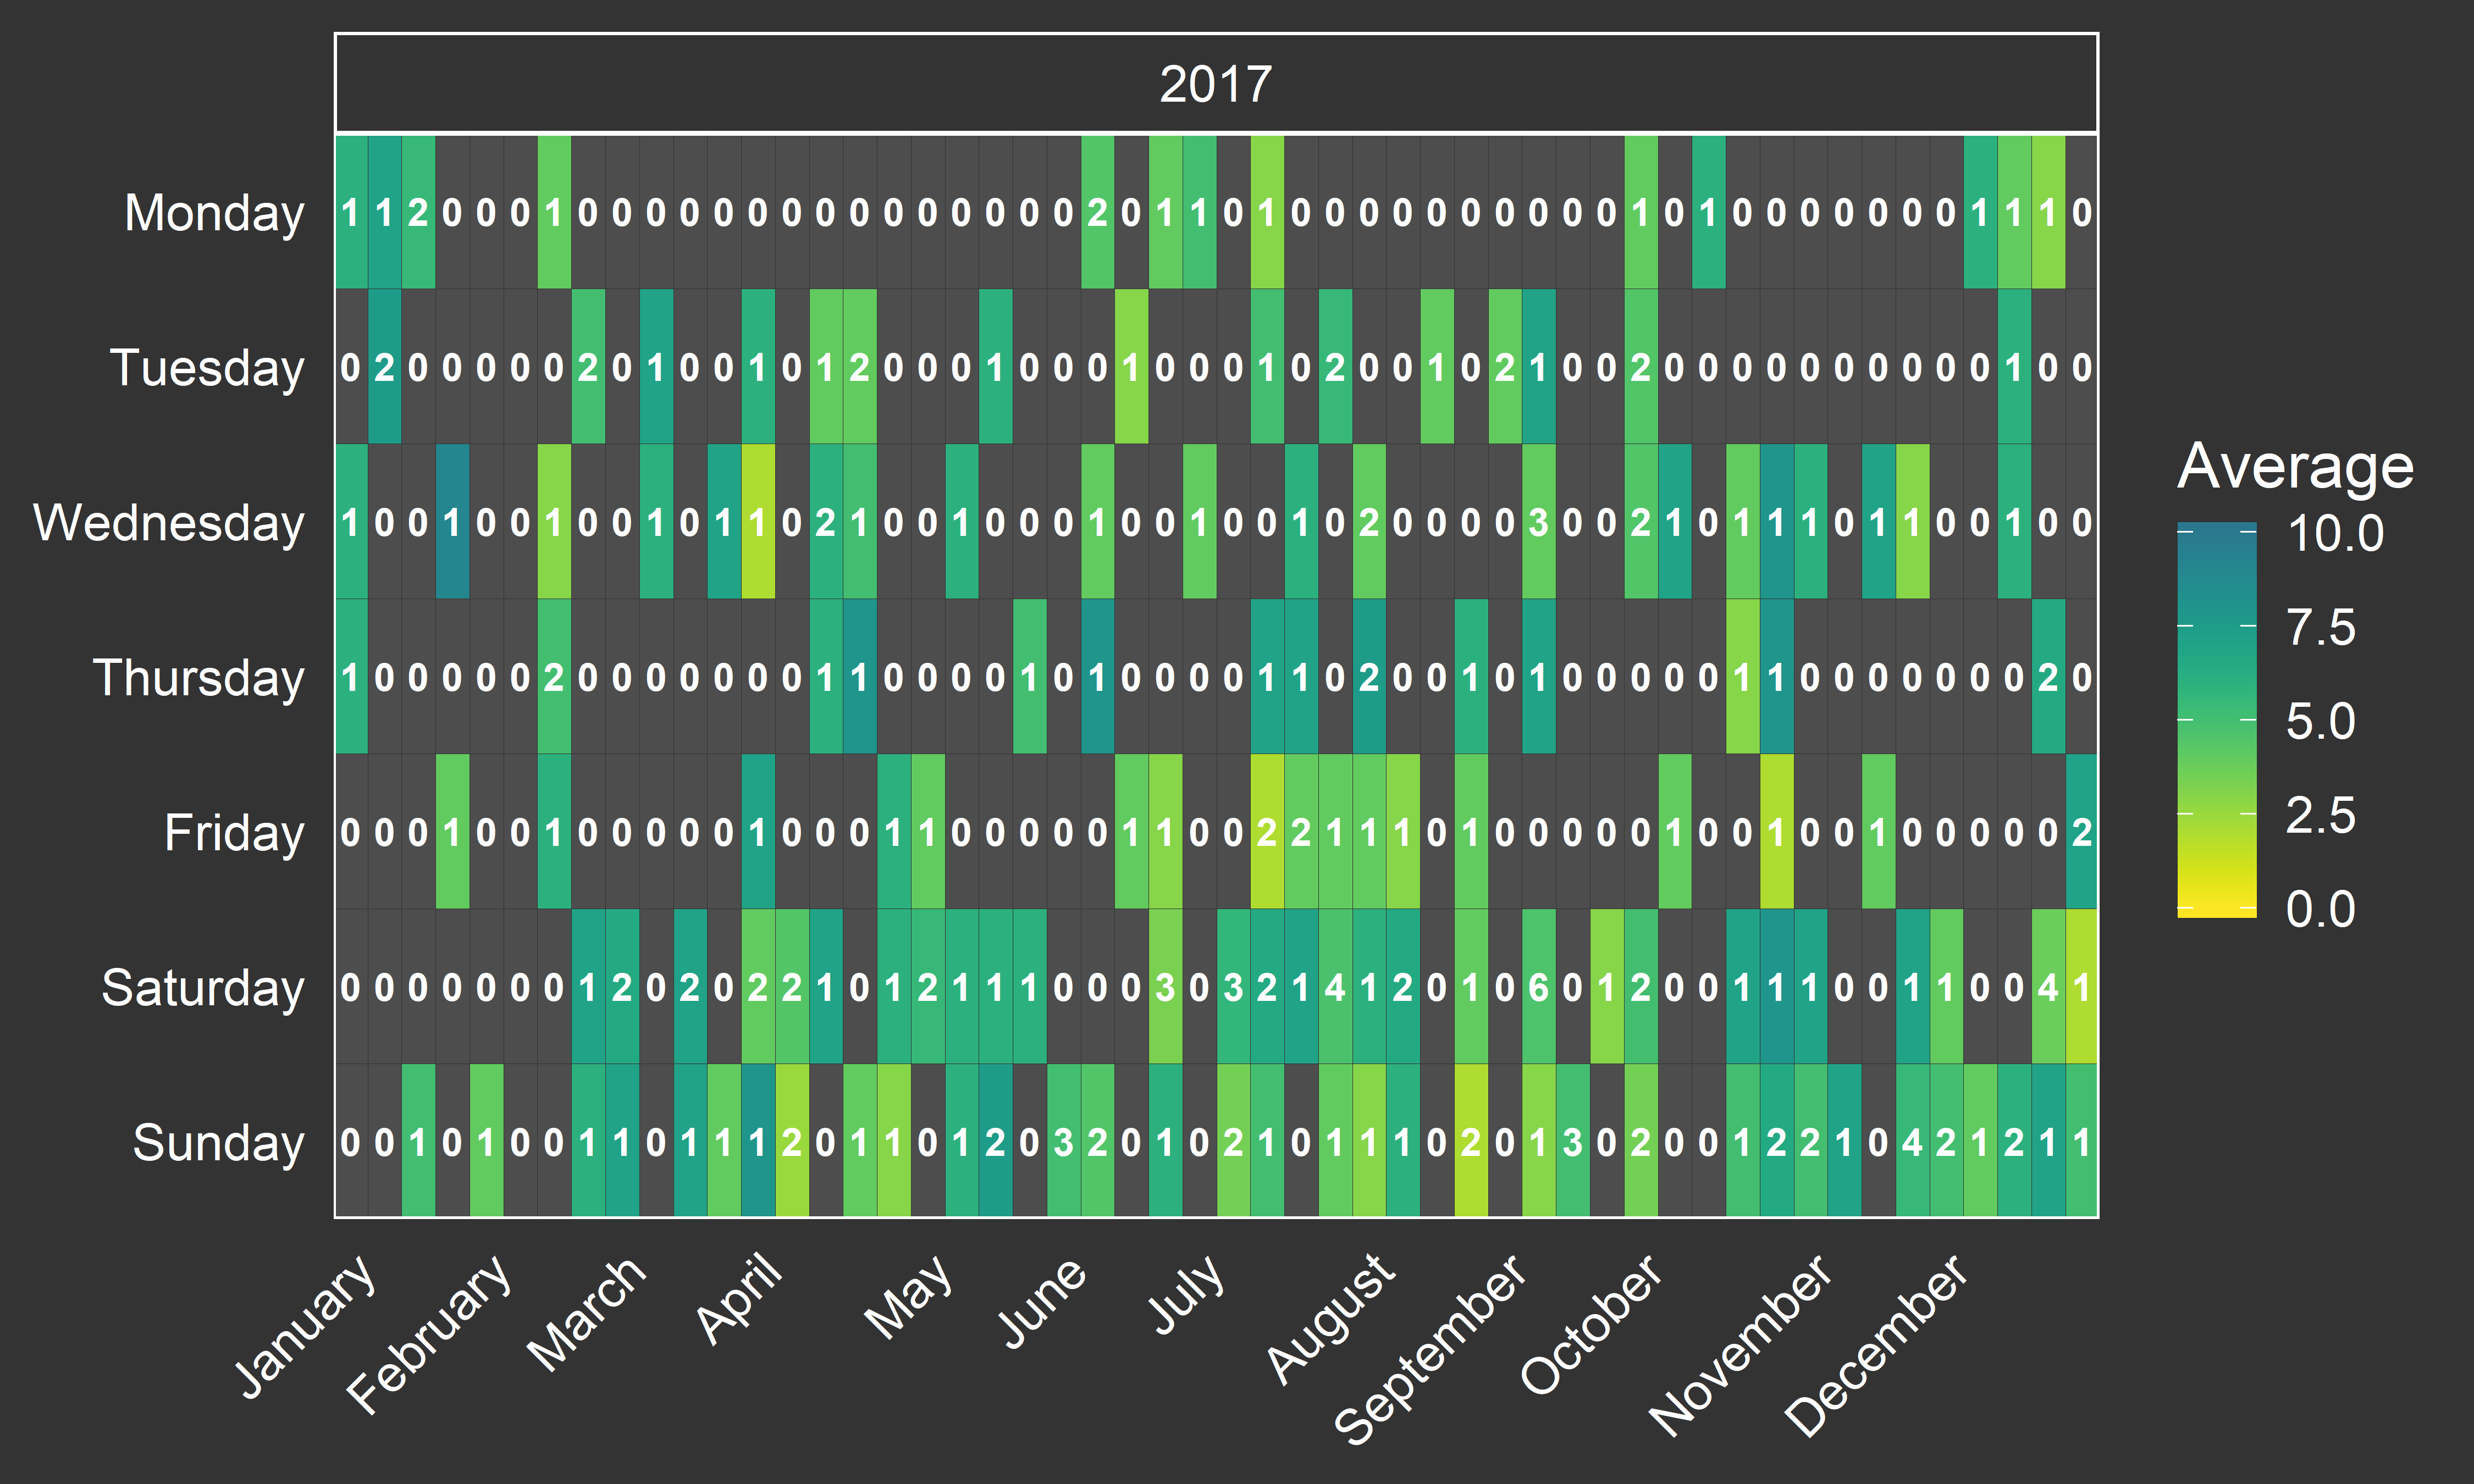 2017
Monday 1 1 2 0 0 0 1 0 0 0 0 0 0 0 0 0 0 0 0 0 0 0 2 0 1 1 0 1 0 0 0 0 0 0 0 0 0 0 1 0 1 0 0 0 0 0 0 0 1 1 1 0
Tuesday 0 2 0 0 0 0 0 2 0 1 0 0 1 0 1 2 0 0 0 1 0 0 0 1 0 0 0 1 0 2 0 0 1 0 2 1 0 0 2 0 0 0 0 0 0 0 0 0 0 1 0 0
Wednesday 1 0 0 1 0 0 1 0 0 1 0 1 1 0 2 1 0 0 1 0 0 0 1 0 0 1 0 0 1 0 2 0 0 0 0 3 0 0 2 1 0 1 1 1 0 1 1 0 0 1 0 0
Thursday 1 0 0 0 0 0 2 0 0 0 0 0 0 0 1 1 0 0 0 0 1 0 1 0 0 0 0 1 1 0 2 0 0 1 0 1 0 0 0 0 0 1 1 0 0 0 0 0 0 0 2 0
Friday 0 0 0 1 0 0 1 0 0 0 0 0 1 0 0 0 1 1 0 0 0 0 0 1 1 0 0 2 2 1 1 1 0 1 0 0 0 0 0 1 0 0 1 0 0 1 0 0 0 0 0 2
Saturday 0 0 0 0 0 0 0 1 2 0 2 0 2 2 1 0 1 2 1 1 1 0 0 0 3 0 3 2 1 4 1 2 0 1 0 6 0 1 2 0 0 1 1 1 0 0 1 1 0 0 4 1
Sunday 0 0 1 0 1 0 0 1 1 0 1 1 1 2 0 1 1 0 1 2 0 3 2 0 1 0 2 1 0 1 1 1 0 2 0 1 3 0 2 0 0 1 2 2 1 0 4 2 1 2 1 1
January
February
March
April
May
June
July
August
September
October
November
December
Average
10.0
7.5
5.0
2.5
0.0